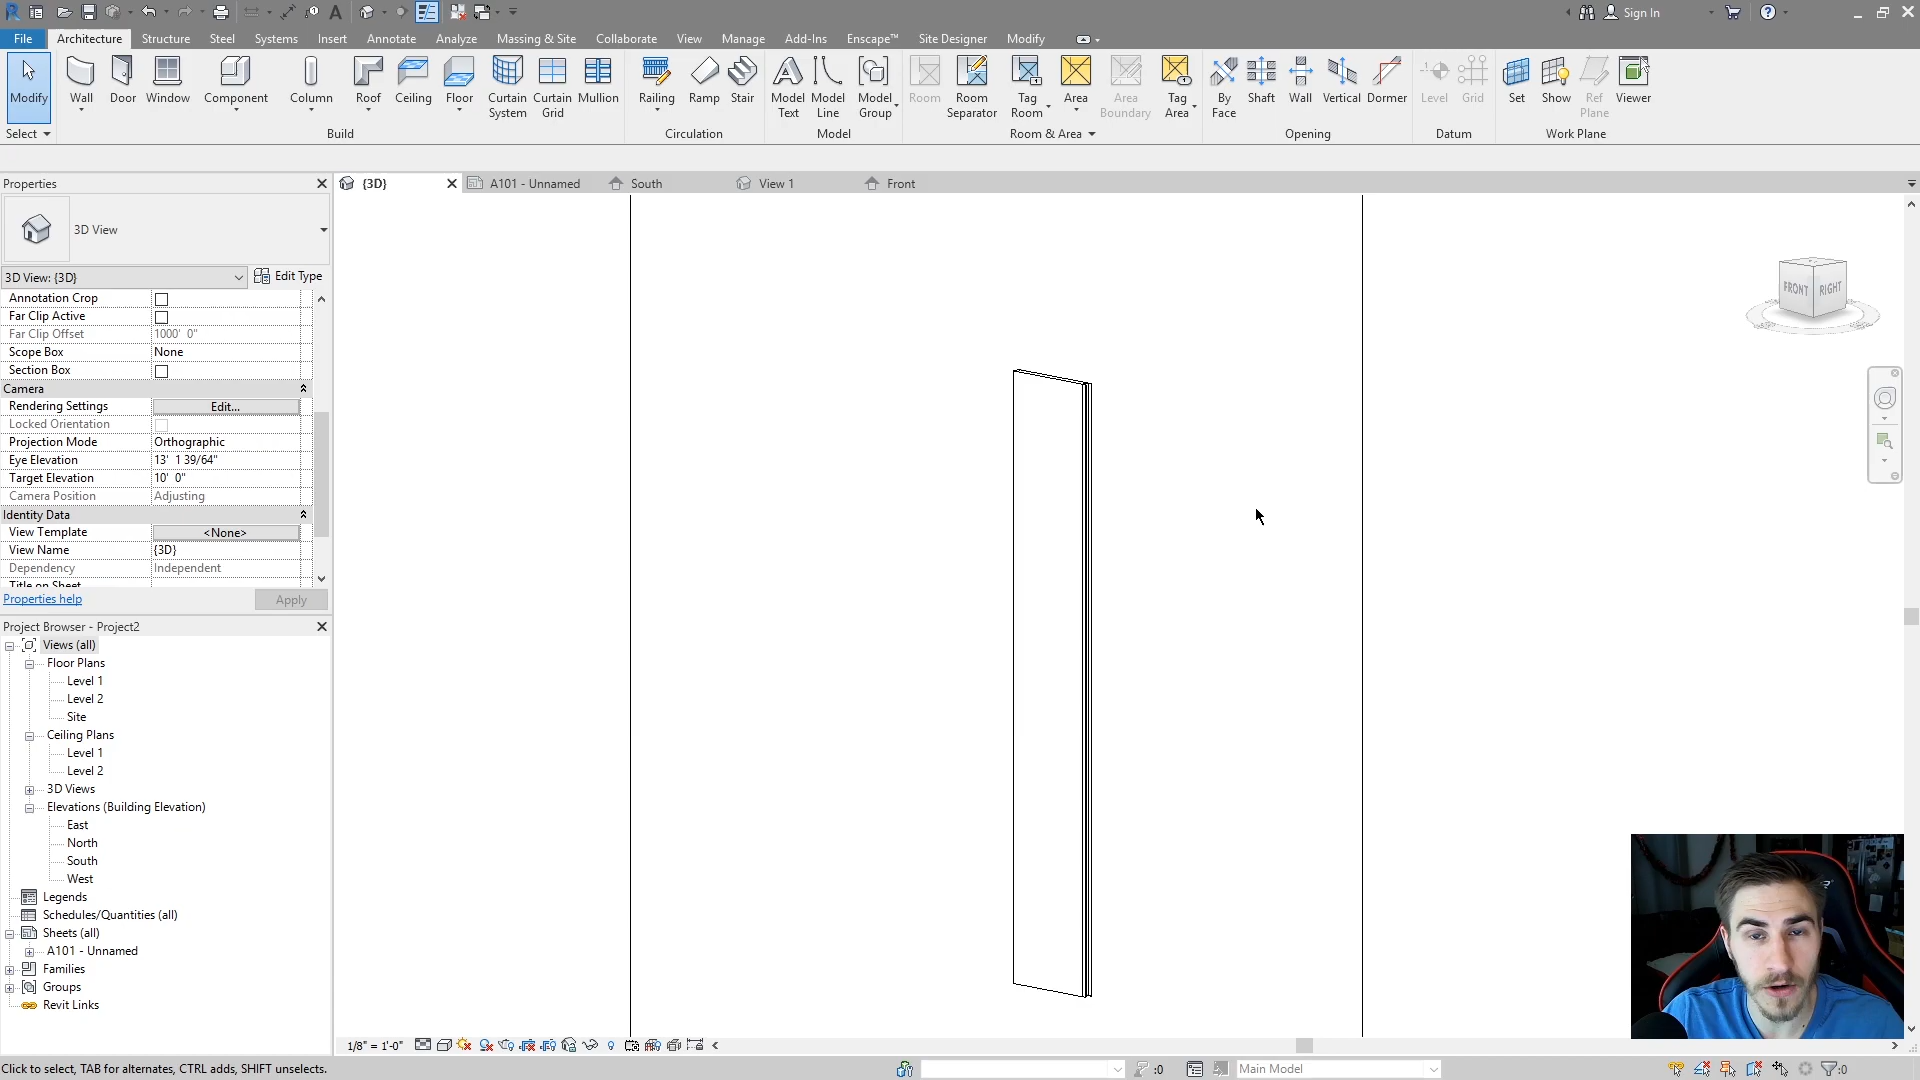 Sign In
File
Architecture
Structure
Steel
Systems
Insert
Annotate
Analyze
Massing & Site
Collaborate
View
Manage
Add-Ins
Enscape™
Site Designer
Modify
Modify
Wall
Door
Window
Component
Column
Roof
Ceiling
Floor
Curtain System
Curtain Grid
Mullion
Railing
Ramp
Stair
Model Text
Model Line
Model Group
Room
Room Separator
Tag Room
Area
Area Boundary
Tag Area
By Face
Shaft
Wall
Vertical
Dormer
Level
Grid
Set
Show
Ref Plane
Viewer
Select
Build
Circulation
Model
Room & Area
Opening
Datum
Work Plane
Properties
{3D}
A101 - Unnamed
South
View 1
Front
3D View
3D View: {3D}
Edit Type
Annotation Crop
Far Clip Active
Far Clip Offset 1000' 0"
Scope Box None
Section Box
Camera
Rendering Settings Edit...
Locked Orientation
Projection Mode Orthographic
Eye Elevation 13' 1 39/64"
Target Elevation 10' 0"
Camera Position Adjusting
Identity Data
View Template <None>
View Name {3D}
Dependency Independent
Title on Sheet
Properties help
Apply
FRONT
RIGHT
Project Browser - Project2
Views (all)
Floor Plans
Level 1
Level 2
Site
Ceiling Plans
Level 1
Level 2
3D Views
Elevations (Building Elevation)
East
North
South
West
Legends
Schedules/Quantities (all)
Sheets (all)
A101 - Unnamed
Families
Groups
Revit Links
1/8" = 1'-0"
Click to select, TAB for alternates, CTRL adds, SHIFT unselects.
:0
Main Model
:0